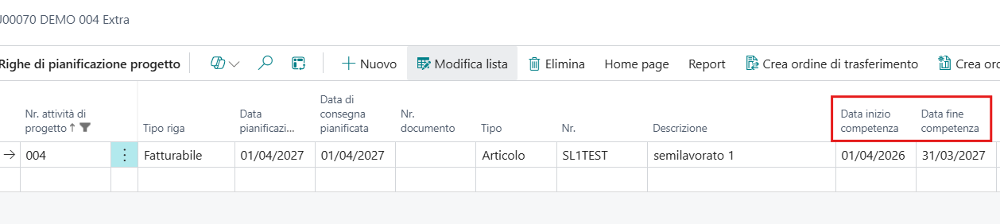 J00070 DEMO 004 Extra
Righe di pianificazione progetto
Nuovo
Modifica lista
Elimina
Home page
Report
Crea ordine di trasferimento
Crea ord
Nr. attività di
progetto ↑
Tipo riga
Data
pianificazi...
Data di
consegna
pianificata
Nr.
documento
Tipo
Nr.
Descrizione
Data inizio
competenza
Data fine
competenza
→ 004
Fatturabile
01/04/2027
01/04/2027
Articolo
SL1TEST
semilavorato 1
01/04/2026
31/03/2027